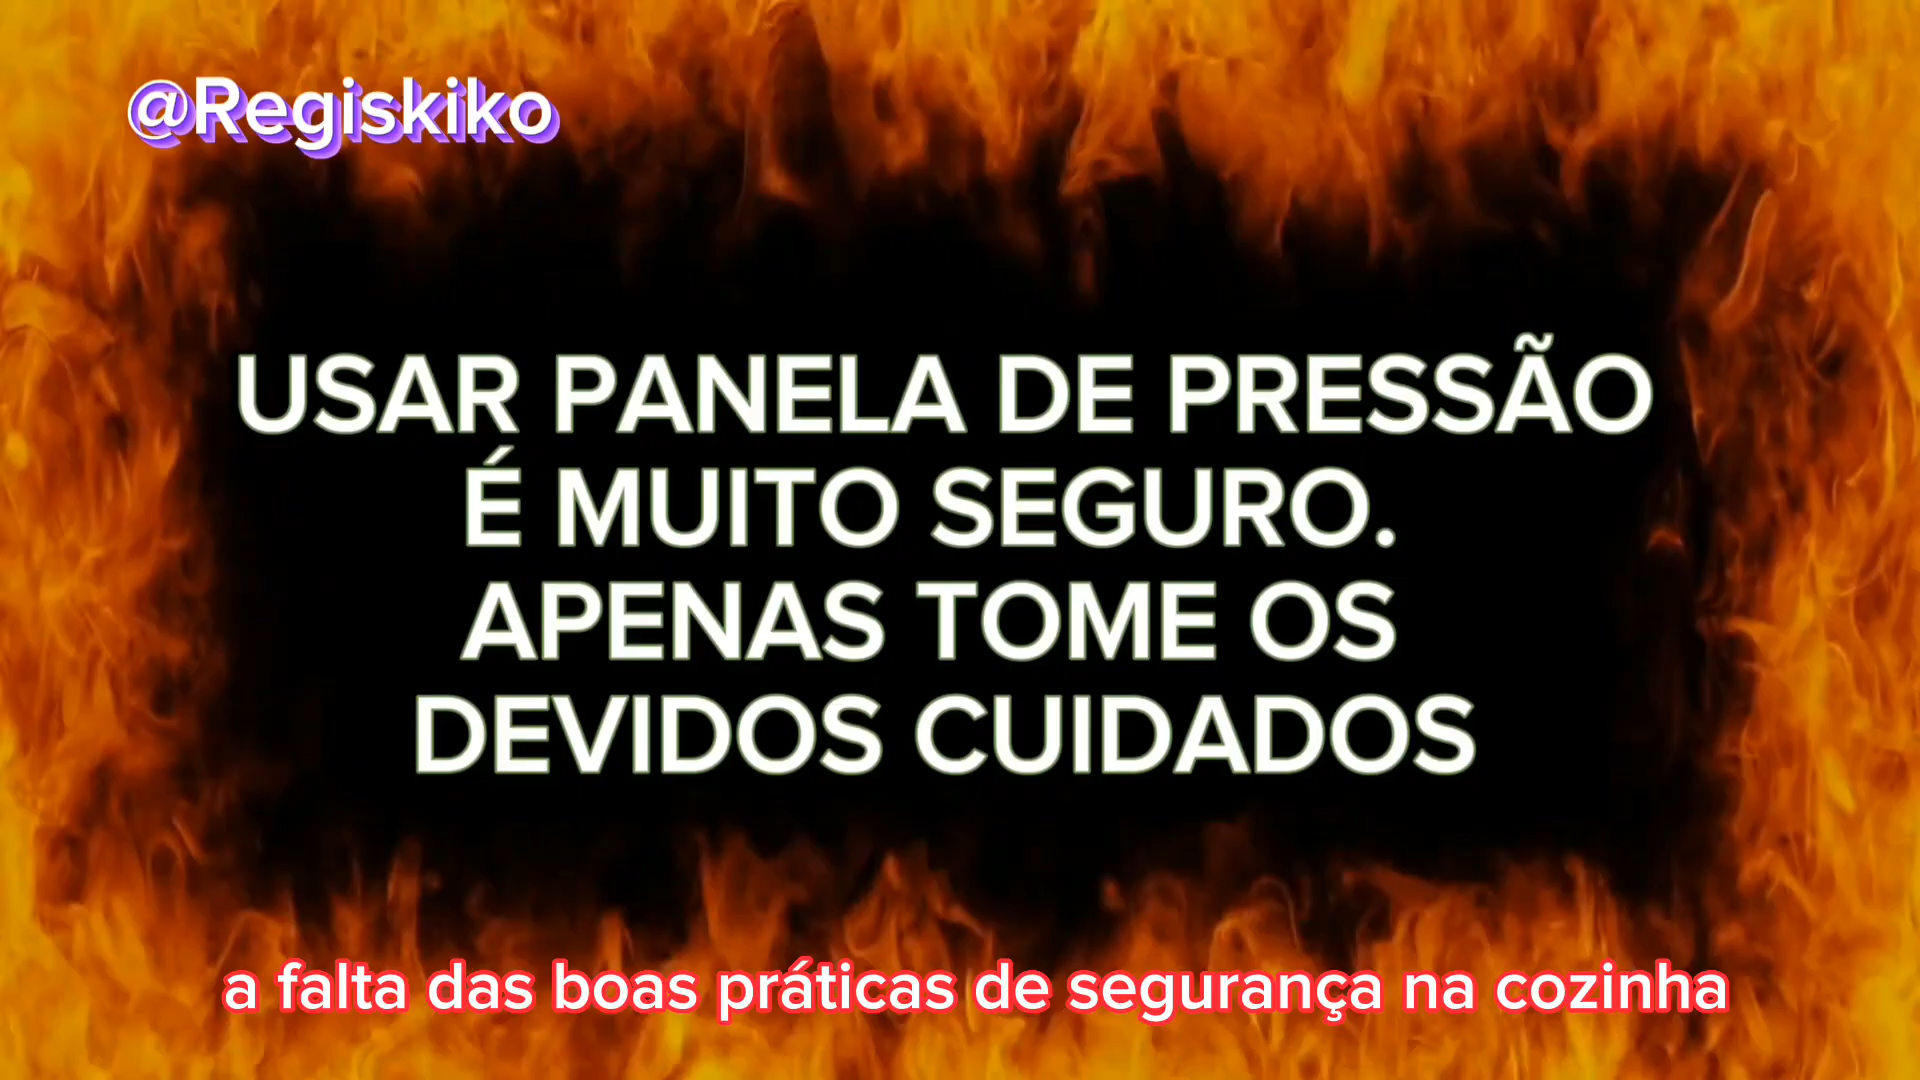 @Regiskiko
USAR PANELA DE PRESSÃO
É MUITO SEGURO.
APENAS TOME OS
DEVIDOS CUIDADOS
a falta das boas práticas de segurança na cozinha